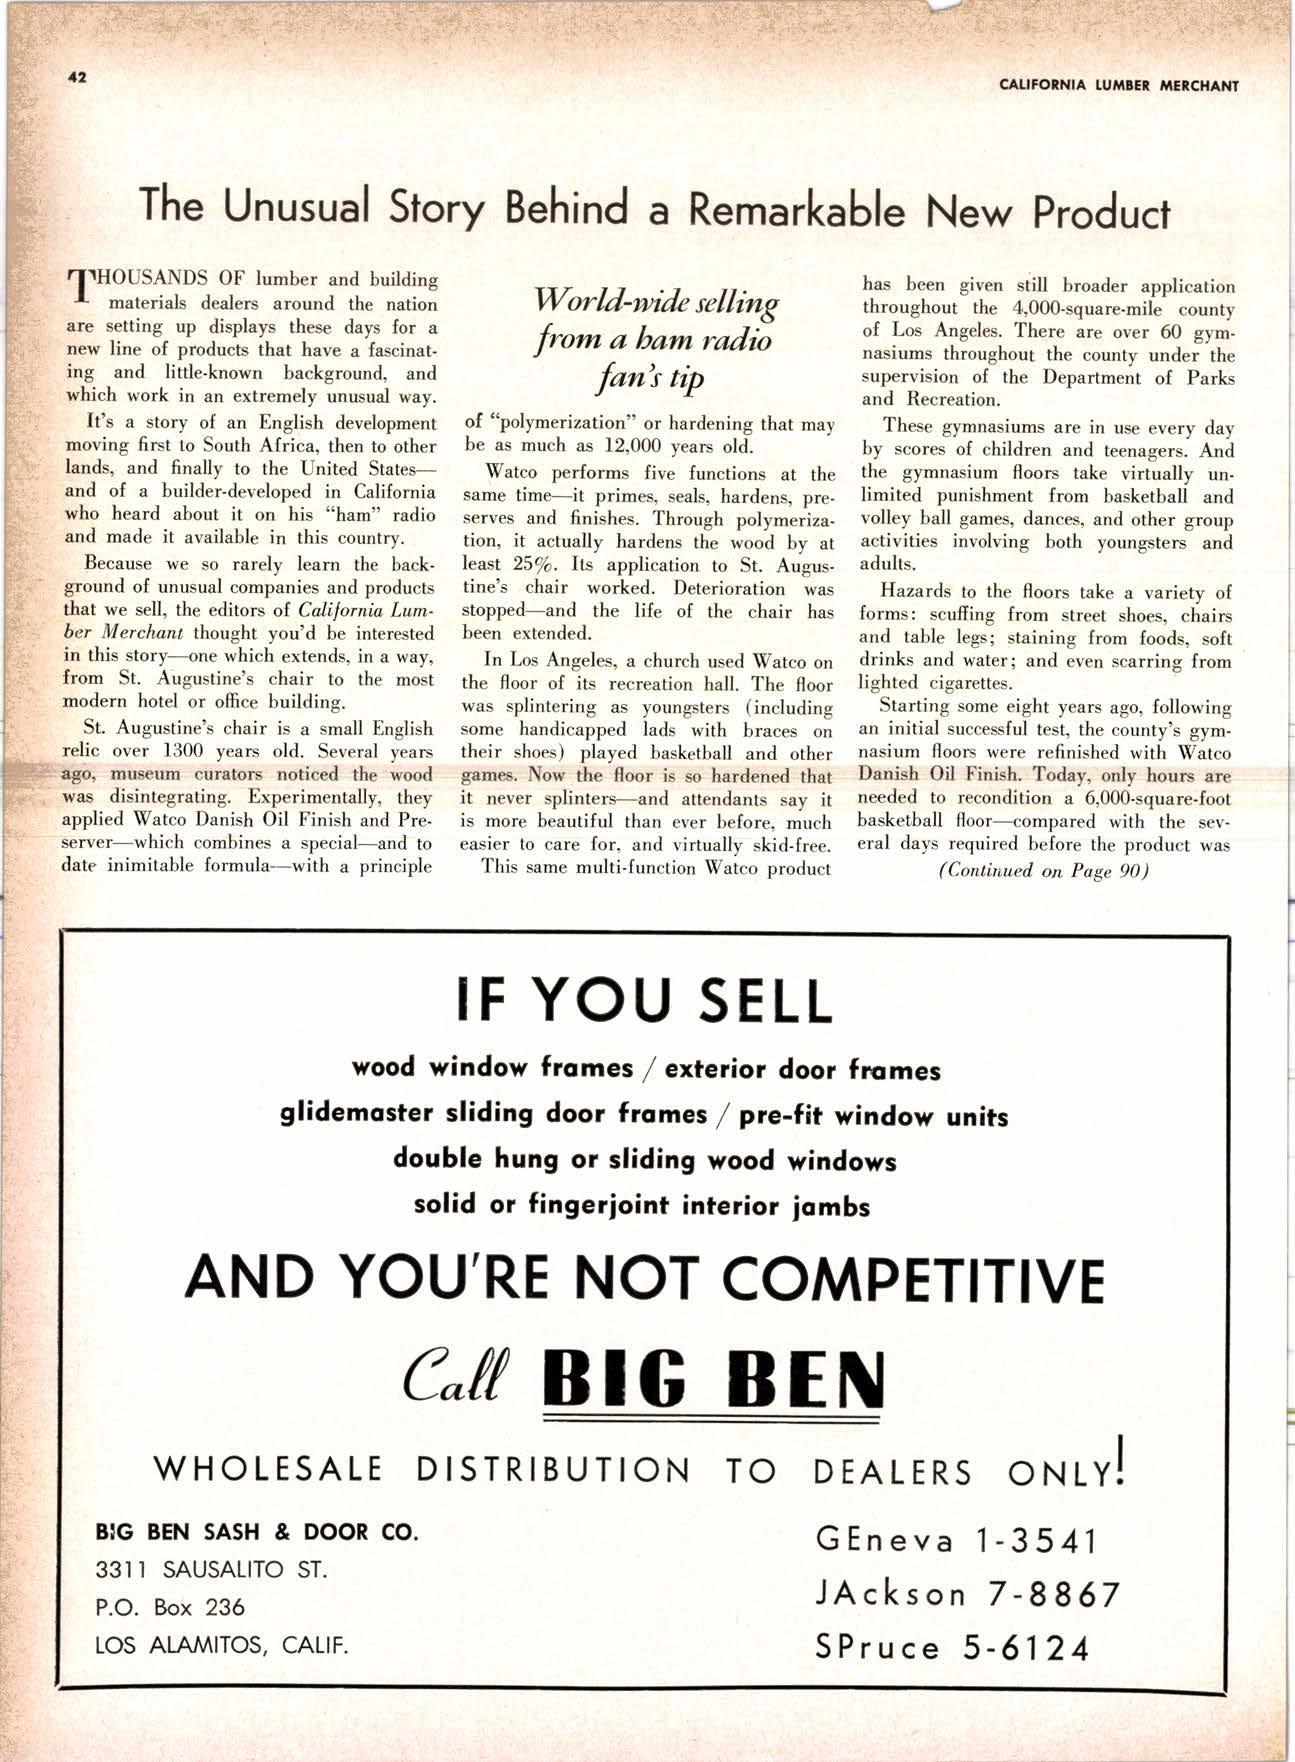 42
CALIFORNIA LUMBER MERCHANT
The Unusual Story Behind a Remarkable New Product
THOUSANDS OF lumber and building
materials dealers around the nation
are setting up displays these days for a
new line of products that have a fascinat-
ing and little-known background, and
which work in an extremely unusual way.
It's a story of an English development
moving first to South Africa, then to other
lands, and finally to the United States—
and of a builder-developed in California
who heard about it on his "ham" radio
and made it available in this country.
Because we so rarely learn the back-
ground of unusual companies and products
that we sell, the editors of California Lum-
ber Merchant thought you'd be interested
in this story—one which extends, in a way,
from St. Augustine's chair to the most
modern hotel or office building.
St. Augustine's chair is a small English
relic over 1300 years old. Several years
ago, museum curators noticed the wood
was disintegrating. Experimentally, they
applied Watco Danish Oil Finish and Pre-
server—which combines a special—and to
date inimitable formula—with a principle
World-wide selling
from a ham radio
fan's tip
of "polymerization" or hardening that may
be as much as 12,000 years old.
Watco performs five functions at the
same time—it primes, seals, hardens, pre-
serves and finishes. Through polymeriza-
tion, it actually hardens the wood by at
least 25%. Its application to St. Augus-
tine's chair worked. Deterioration was
stopped—and the life of the chair has
been extended.
In Los Angeles, a church used Watco on
the floor of its recreation hall. The floor
was splintering as youngsters (including
some handicapped lads with braces on
their shoes) played basketball and other
games. Now the floor is so hardened that
it never splinters—and attendants say it
is more beautiful than ever before, much
easier to care for, and virtually skid-free.
This same multi-function Watco product
has been given still broader application
throughout the 4,000-square-mile county
of Los Angeles. There are over 60 gym-
nasiums throughout the county under the
supervision of the Department of Parks
and Recreation.
These gymnasiums are in use every day
by scores of children and teenagers. And
the gymnasium floors take virtually un-
limited punishment from basketball and
volley ball games, dances, and other group
activities involving both youngsters and
adults.
Hazards to the floors take a variety of
forms: scuffing from street shoes, chairs
and table legs; staining from foods, soft
drinks and water; and even scarring from
lighted cigarettes.
Starting some eight years ago, following
an initial successful test, the county's gym-
nasium floors were refinished with Watco
Danish Oil Finish. Today, only hours are
needed to recondition a 6,000-square-foot
basketball floor—compared with the sev-
eral days required before the product was
(Continued on Page 90)
IF YOU SELL
wood window frames / exterior door frames
glidemaster sliding door frames / pre-fit window units
double hung or sliding wood windows
solid or fingerjoint interior jambs
AND YOU'RE NOT COMPETITIVE
Call BIG BEN
WHOLESALE DISTRIBUTION TO DEALERS ONLY!
BIG BEN SASH & DOOR CO.
3311 SAUSALITO ST.
P.O. Box 236
LOS ALAMITOS, CALIF.
GEneva 1-3541
JAckson 7-8867
SPruce 5-6124